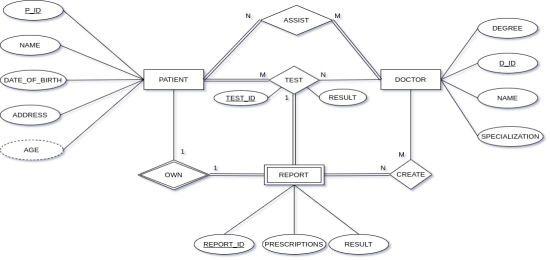 P_ID
NAME
DATE_OF_BIRTH
ADDRESS
AGE
N
ASSIST
M
PATIENT
M
TEST
N
DOCTOR
TEST_ID
1
RESULT
DEGREE
D_ID
NAME
SPECIALIZATION
1
OWN
1
REPORT
N
M
CREATE
REPORT_ID
PRESCRIPTIONS
RESULT